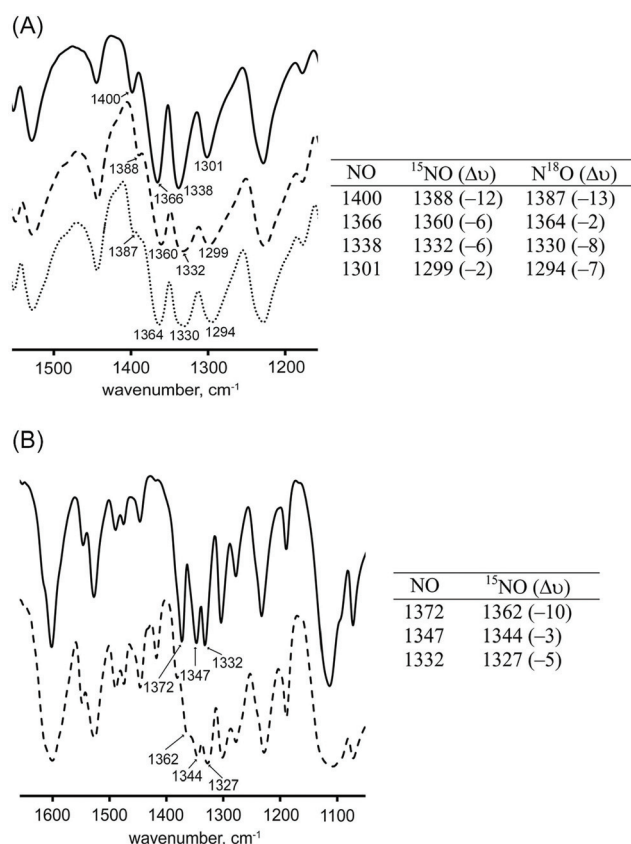 (A)
1400
1301
1388
1366
1338
1387
1360
1332
1299
1364
1330
1294
1500 1400 1300 1200
wavenumber, cm⁻¹
NO ¹⁵NO (Δυ) N¹⁸O (Δυ)
1400 1388 (–12) 1387 (–13)
1366 1360 (–6) 1364 (–2)
1338 1332 (–6) 1330 (–8)
1301 1299 (–2) 1294 (–7)
(B)
1372
1347
1332
1362
1344
1327
1600 1500 1400 1300 1200 1100
wavenumber, cm⁻¹
NO ¹⁵NO (Δυ)
1372 1362 (–10)
1347 1344 (–3)
1332 1327 (–5)